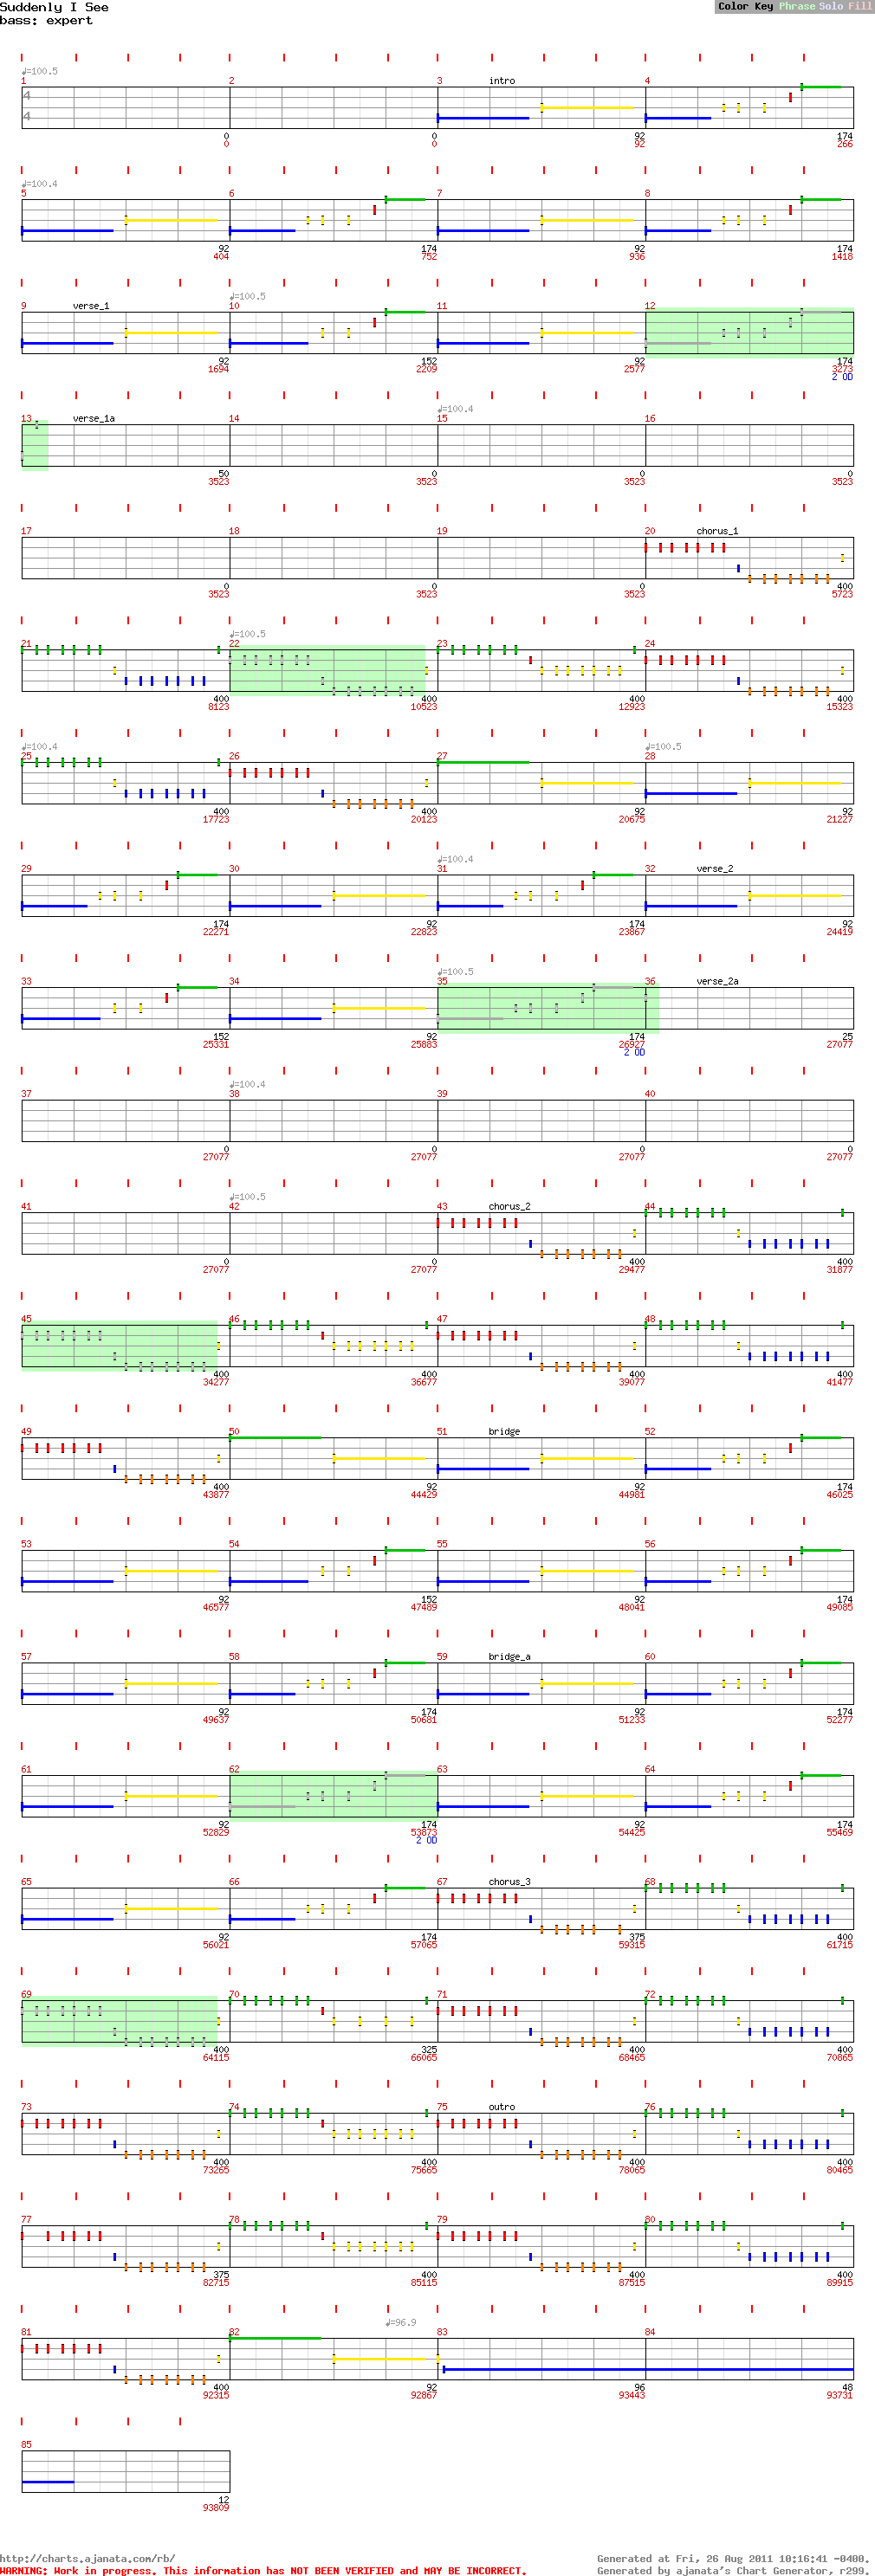 Suddenly I See
bass: expert
Color Key Phrase Solo Fill
♩=100.5
1 2 3 intro 4
4
4
0 0 92 174
0 0 92 266
♩=100.4
5 6 7 8
92 174 92 174
404 752 936 1418
♩=100.5
9 verse_1 10 11 12
92 152 92 174
1694 2209 2577 3273
2 OD
♩=100.4
13 verse_1a 14 15 16
50 0 0 0
3523 3523 3523 3523
17 18 19 20 chorus_1
0 0 0 400
3523 3523 3523 5723
♩=100.5
21 22 23 24
400 400 400 400
8123 10523 12923 15323
♩=100.4 ♩=100.5
25 26 27 28
400 400 92 92
17723 20123 20675 21227
♩=100.4
29 30 31 32 verse_2
174 92 174 92
22271 22823 23867 24419
♩=100.5
33 34 35 36 verse_2a
152 92 174 25
25331 25883 26927 27077
2 OD
♩=100.4
37 38 39 40
0 0 0 0
27077 27077 27077 27077
♩=100.5
41 42 43 chorus_2 44
0 0 400 400
27077 27077 29477 31877
45 46 47 48
400 400 400 400
34277 36677 39077 41477
49 50 51 bridge 52
400 92 92 174
43877 44429 44981 46025
53 54 55 56
92 152 92 174
46577 47489 48041 49085
57 58 59 bridge_a 60
92 174 92 174
49637 50681 51233 52277
61 62 63 64
92 174 92 174
52829 53873 54425 55469
2 OD
65 66 67 chorus_3 68
92 174 375 400
56021 57065 59315 61715
69 70 71 72
400 325 400 400
64115 66065 68465 70865
73 74 75 outro 76
400 400 400 400
73265 75665 78065 80465
77 78 79 80
375 400 400 400
82715 85115 87515 89915
♩=96.9
81 82 83 84
400 92 96 48
92315 92867 93443 93731
85
12
93809
http://charts.ajanata.com/rb/ Generated at Fri, 26 Aug 2011 10:16:41 -0400.
WARNING: Work in progress. This information has NOT BEEN VERIFIED and MAY BE INCORRECT. Generated by ajanata's Chart Generator, r299.